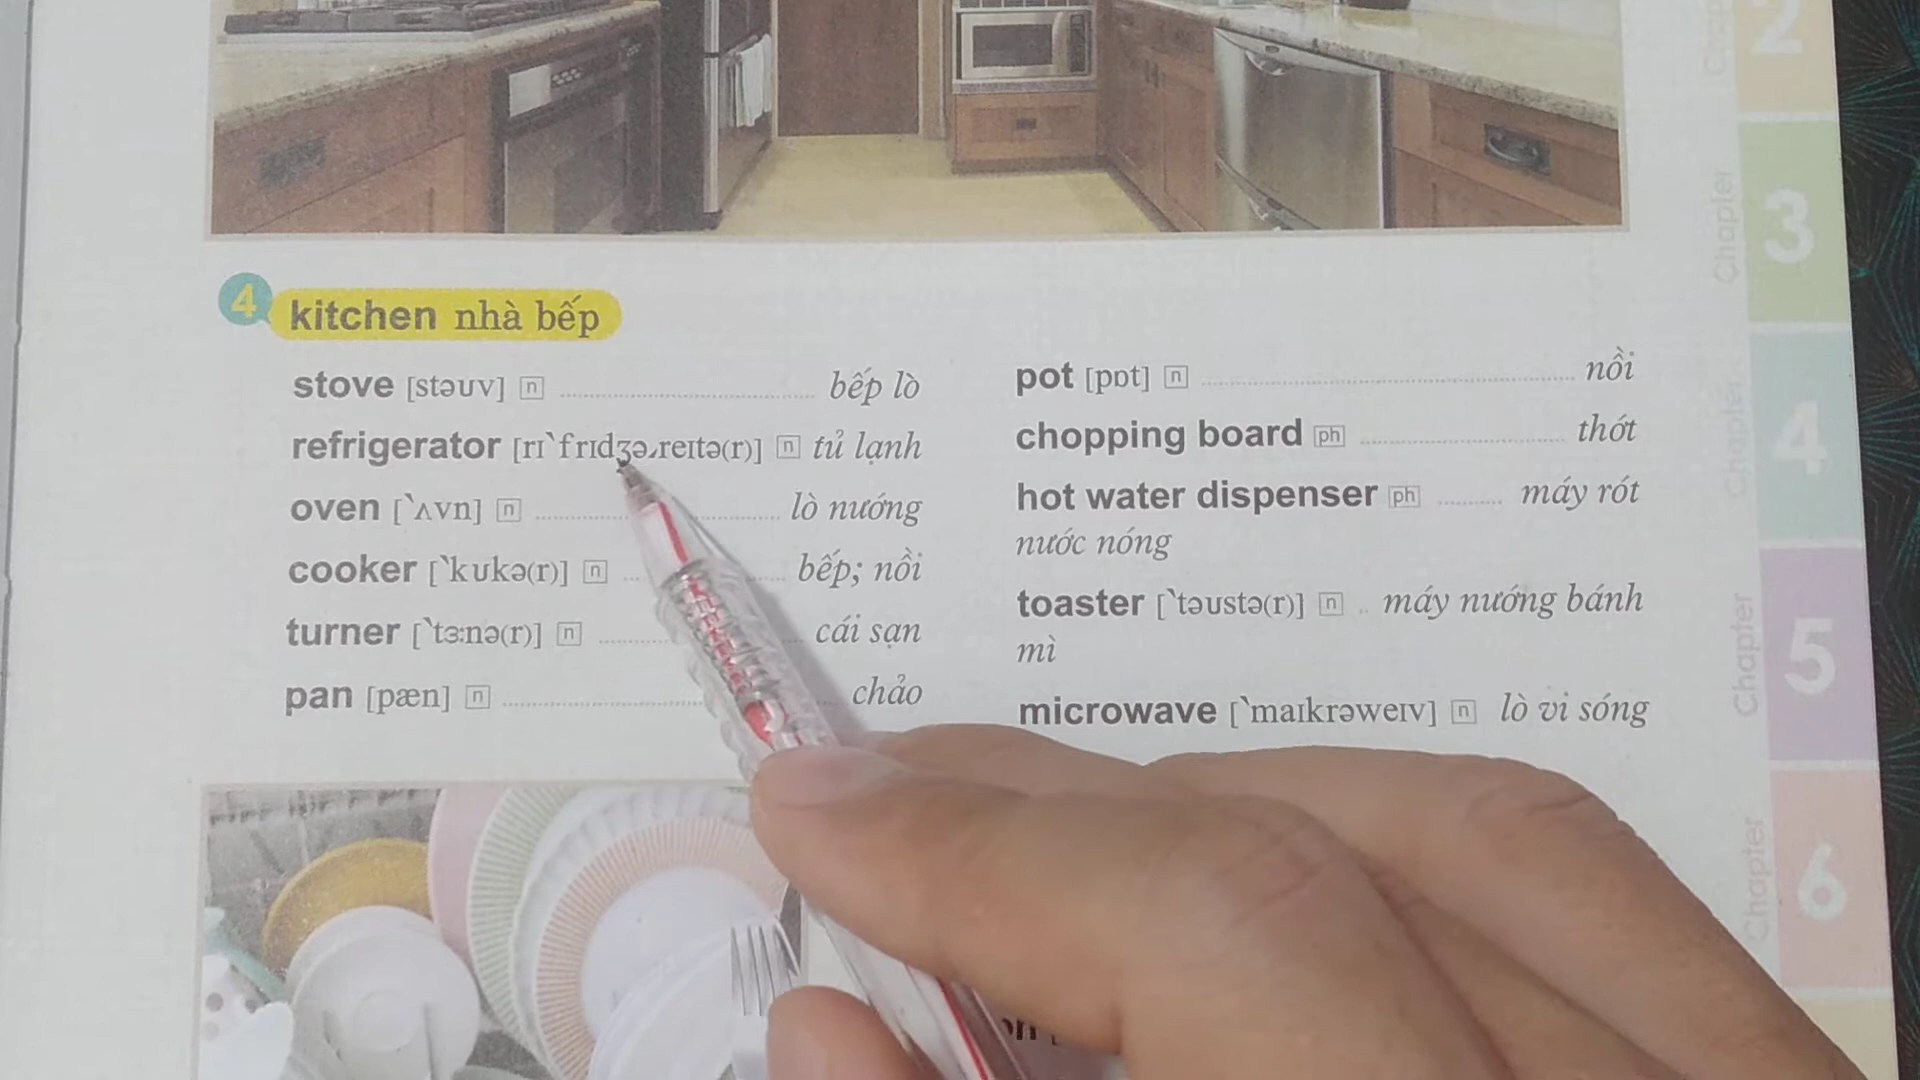 4 kitchen nhà bếp
stove [stəʊv] n bếp lò
refrigerator [rɪˋfrɪdʒəˏreɪtə(r)] n tủ lạnh
oven [ˋʌvn] n lò nướng
cooker [ˋkʊkə(r)] n bếp; nồi
turner [ˋtɜːnə(r)] n cái sạn
pan [pæn] n chảo
pot [pɒt] n nồi
chopping board ph thớt
hot water dispenser ph máy rót
nước nóng
toaster [ˋtəʊstə(r)] n máy nướng bánh
mì
microwave [ˋmaɪkrəweɪv] n lò vi sóng
2
Chapter 3
Chapter 4
Chapter 5
Chapter 6